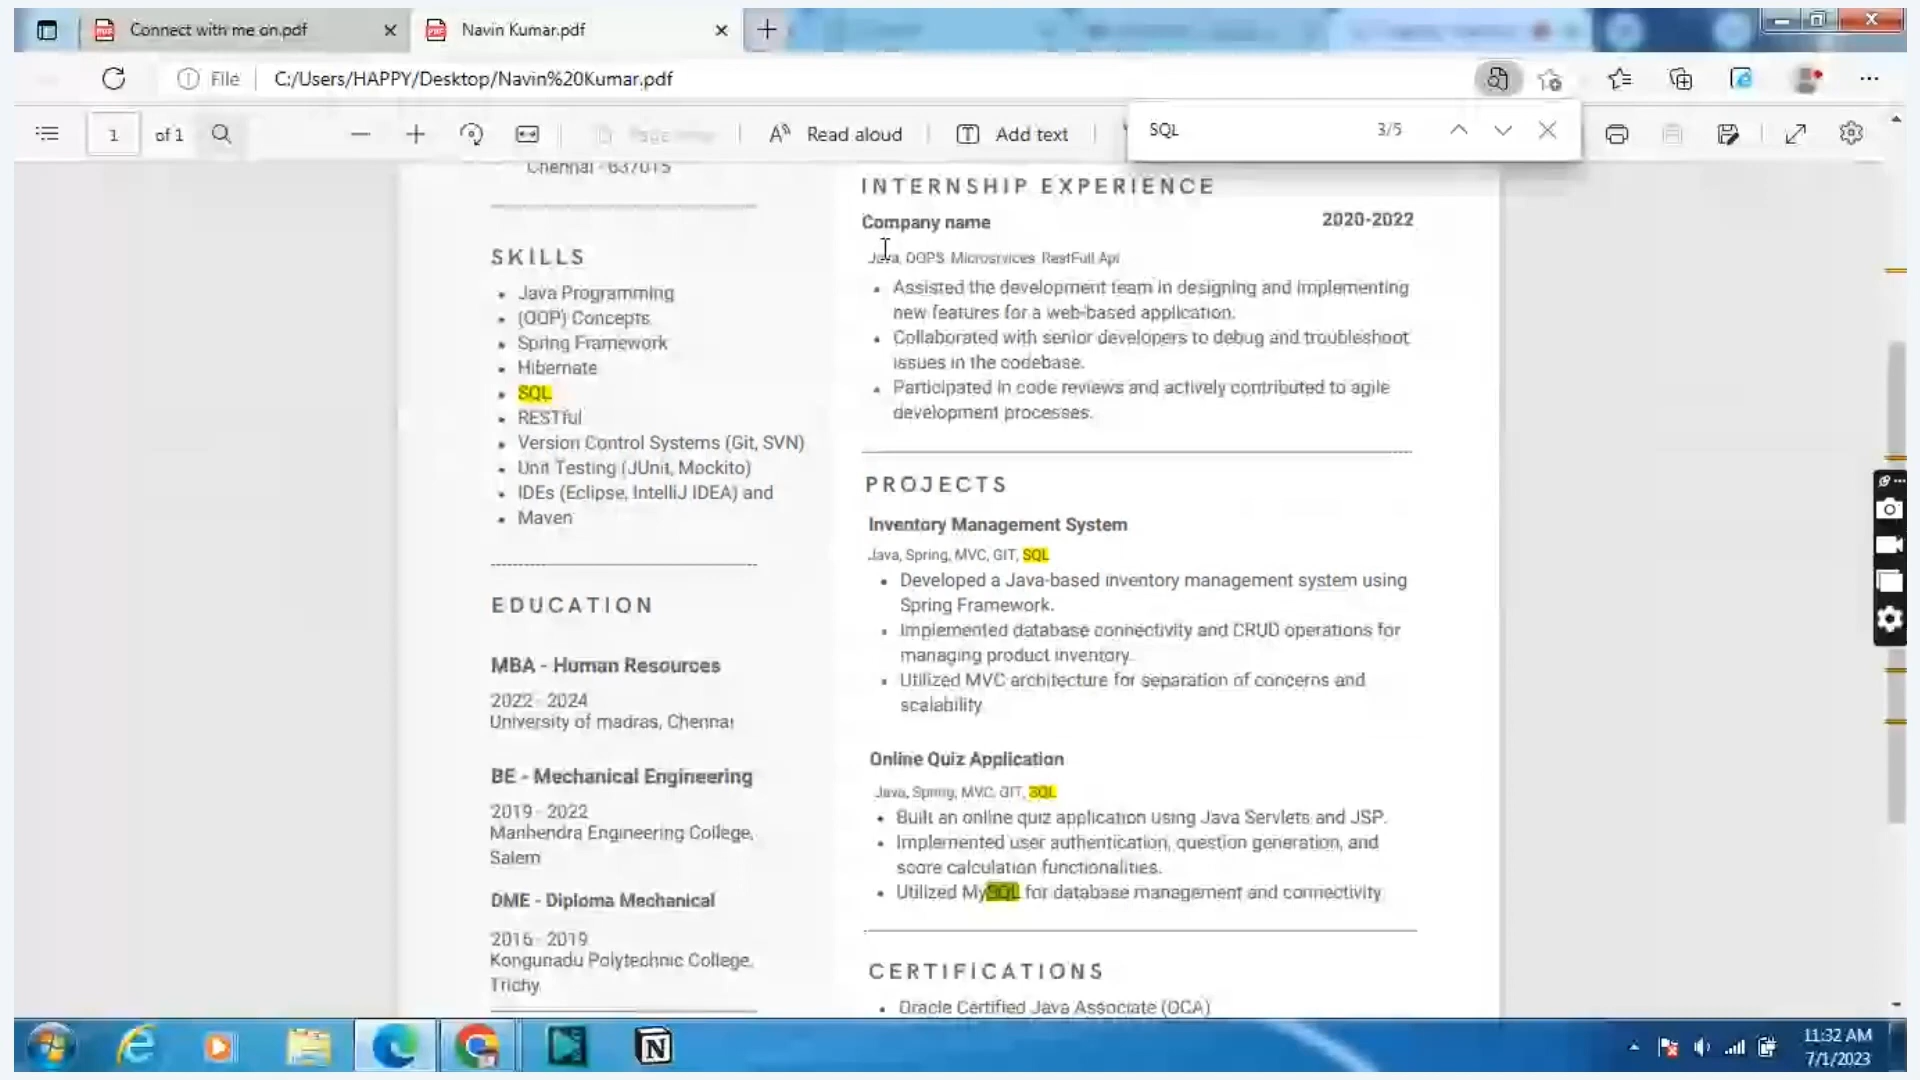 Connect with me on.pdf
Navin Kumar.pdf
File
C:/Users/HAPPY/Desktop/Navin%20Kumar.pdf
1 of 1
Read aloud
Add text
SQL
3/5
Chennai - 637015
SKILLS
Java Programming
(OOP) Concepts
Spring Framework
Hibernate
SQL
RESTful
Version Control Systems (Git, SVN)
Unit Testing (JUnit, Mockito)
IDEs (Eclipse, IntelliJ IDEA) and
Maven
EDUCATION
MBA - Human Resources
2022 - 2024
University of madras, Chennai
BE - Mechanical Engineering
2019 - 2022
Manhendra Engineering College,
Salem
DME - Diploma Mechanical
2016 - 2019
Kongunadu Polytechnic College,
Trichy
INTERNSHIP EXPERIENCE
Company name
2020-2022
Java, OOPS Microsrvices RestFull Api
Assisted the development team in designing and implementing
new features for a web-based application.
Collaborated with senior developers to debug and troubleshoot
issues in the codebase.
Participated in code reviews and actively contributed to agile
development processes.
PROJECTS
Inventory Management System
Java, Spring, MVC, GIT, SQL
Developed a Java-based inventory management system using
Spring Framework.
Implemented database connectivity and CRUD operations for
managing product inventory.
Utilized MVC architecture for separation of concerns and
scalability
Online Quiz Application
Java, Spring, MVC, GIT, SQL
Built an online quiz application using Java Servlets and JSP.
Implemented user authentication, question generation, and
score calculation functionalities.
Utilized MySQL for database management and connectivity
CERTIFICATIONS
Oracle Certified Java Associate (OCA)
11:32 AM
7/1/2023